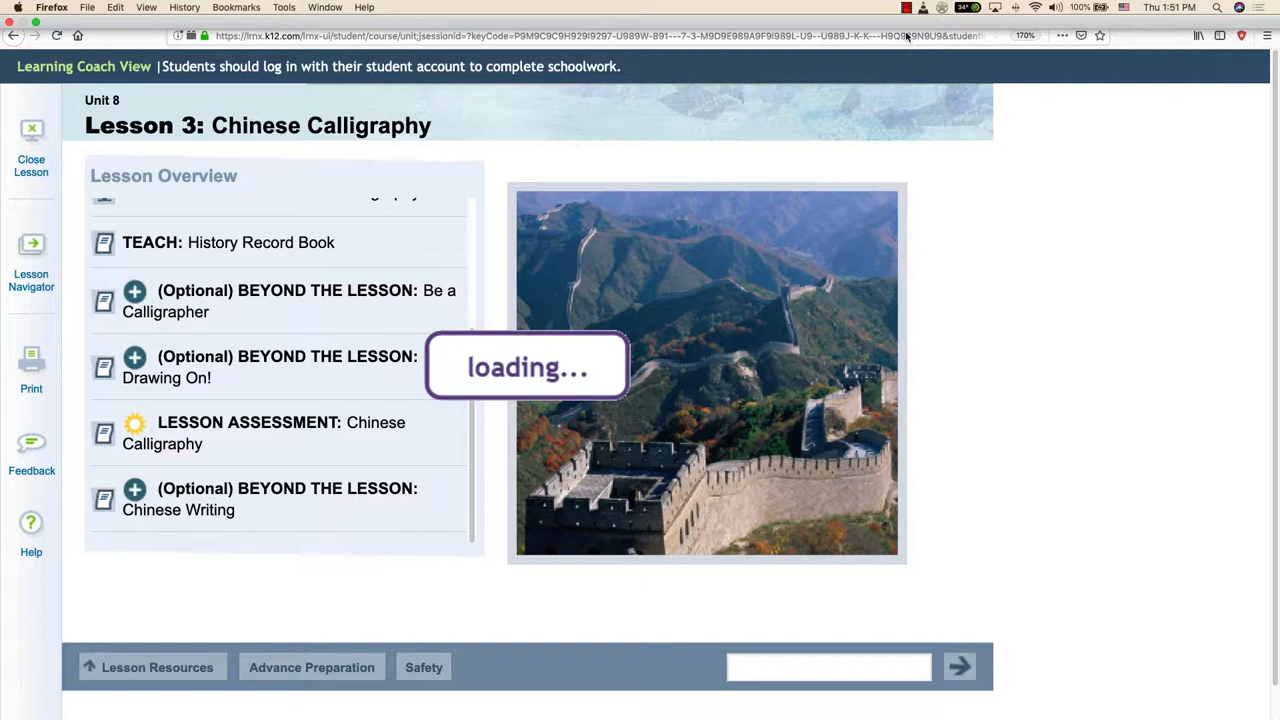 Firefox File Edit View History Bookmarks Tools Window Help 34° 100% Thu 1:51 PM
170%
Learning Coach View | Students should log in with their student account to complete schoolwork.
Unit 8
Lesson 3: Chinese Calligraphy
Close
Lesson
Lesson
Navigator
Print
Feedback
Help
Lesson Overview
TEACH: History Record Book
(Optional) BEYOND THE LESSON: Be a
Calligrapher
(Optional) BEYOND THE LESSON:
Drawing On!
loading...
LESSON ASSESSMENT: Chinese
Calligraphy
(Optional) BEYOND THE LESSON:
Chinese Writing
Lesson Resources Advance Preparation Safety